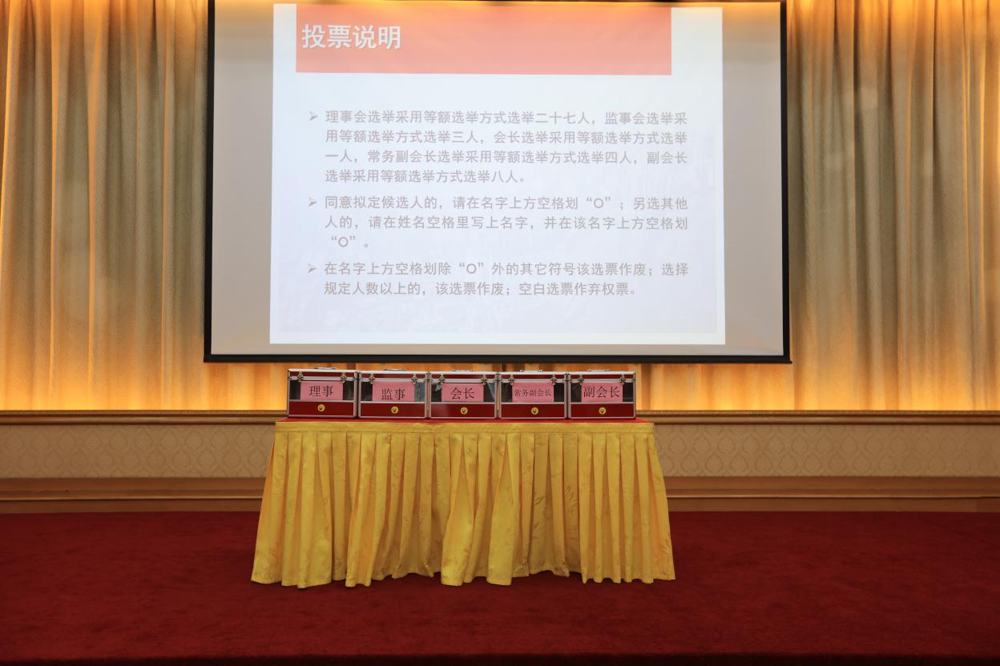 投票说明
➢ 理事会选举采用等额选举方式选举二十七人，监事会选举采
用等额选举方式选举三人，会长选举采用等额选举方式选举
一人，常务副会长选举采用等额选举方式选举四人，副会长
选举采用等额选举方式选举八人。
➢ 同意拟定候选人的，请在名字上方空格划“O”；另选其他
人的，请在姓名空格里写上名字，并在该名字上方空格划
“O”。
➢ 在名字上方空格划除“O”外的其它符号该选票作废；选择
规定人数以上的，该选票作废；空白选票作弃权票。
理事
监事
会长
常务副会长
副会长